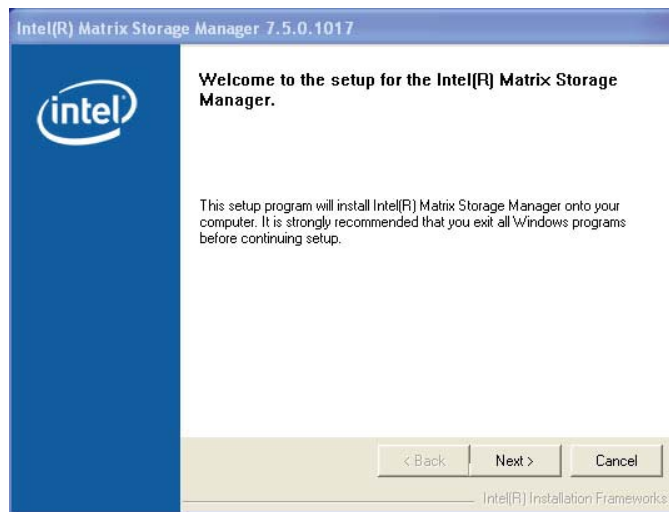 Intel(R) Matrix Storage Manager 7.5.0.1017
intel
Welcome to the setup for the Intel(R) Matrix Storage
Manager.
This setup program will install Intel(R) Matrix Storage Manager onto your
computer. It is strongly recommended that you exit all Windows programs
before continuing setup.
< Back
Next >
Cancel
Intel(R) Installation Frameworks